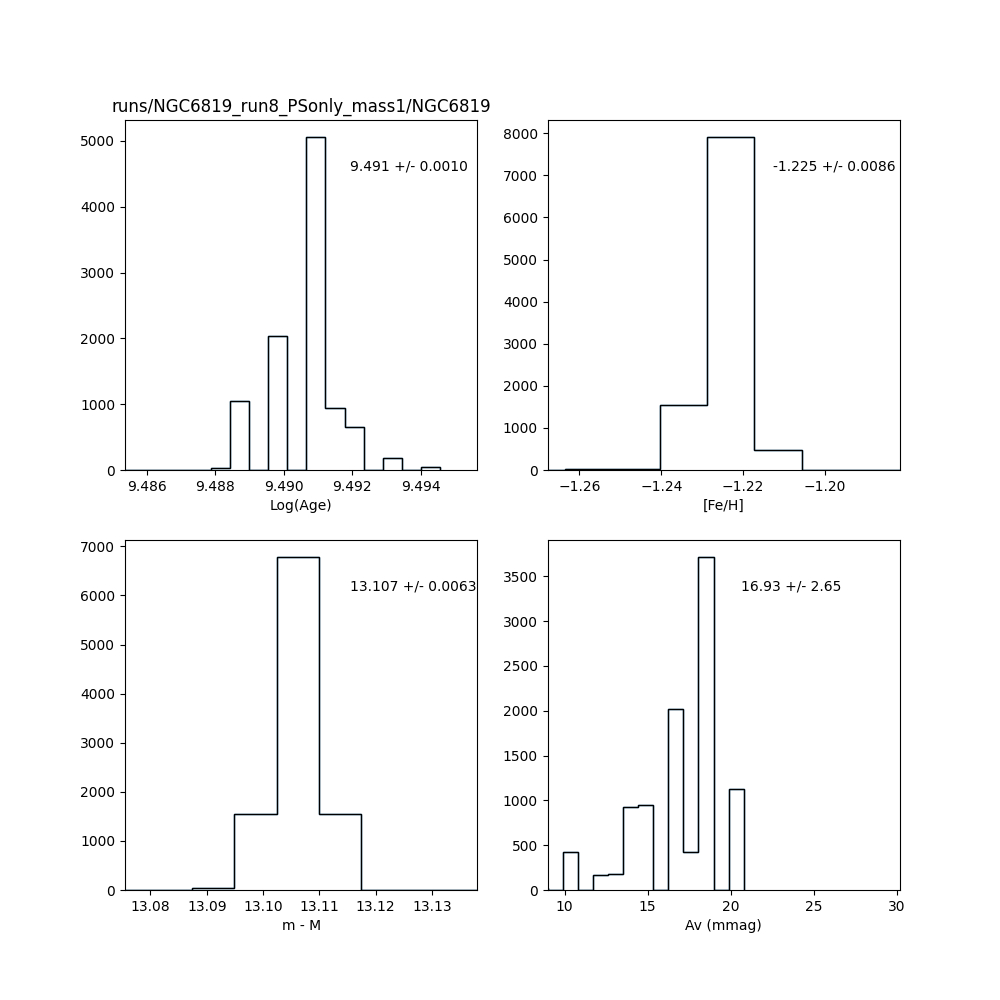 runs/NGC6819_run8_PSonly_mass1/NGC6819
5000
4000
3000
2000
1000
0
9.491 +/- 0.0010
9.486 9.488 9.490 9.492 9.494
Log(Age)
8000
7000
6000
5000
4000
3000
2000
1000
0
-1.225 +/- 0.0086
−1.26 −1.24 −1.22 −1.20
[Fe/H]
7000
6000
5000
4000
3000
2000
1000
0
13.107 +/- 0.0063
13.08 13.09 13.10 13.11 13.12 13.13
m - M
3500
3000
2500
2000
1500
1000
500
0
16.93 +/- 2.65
10 15 20 25 30
Av (mmag)